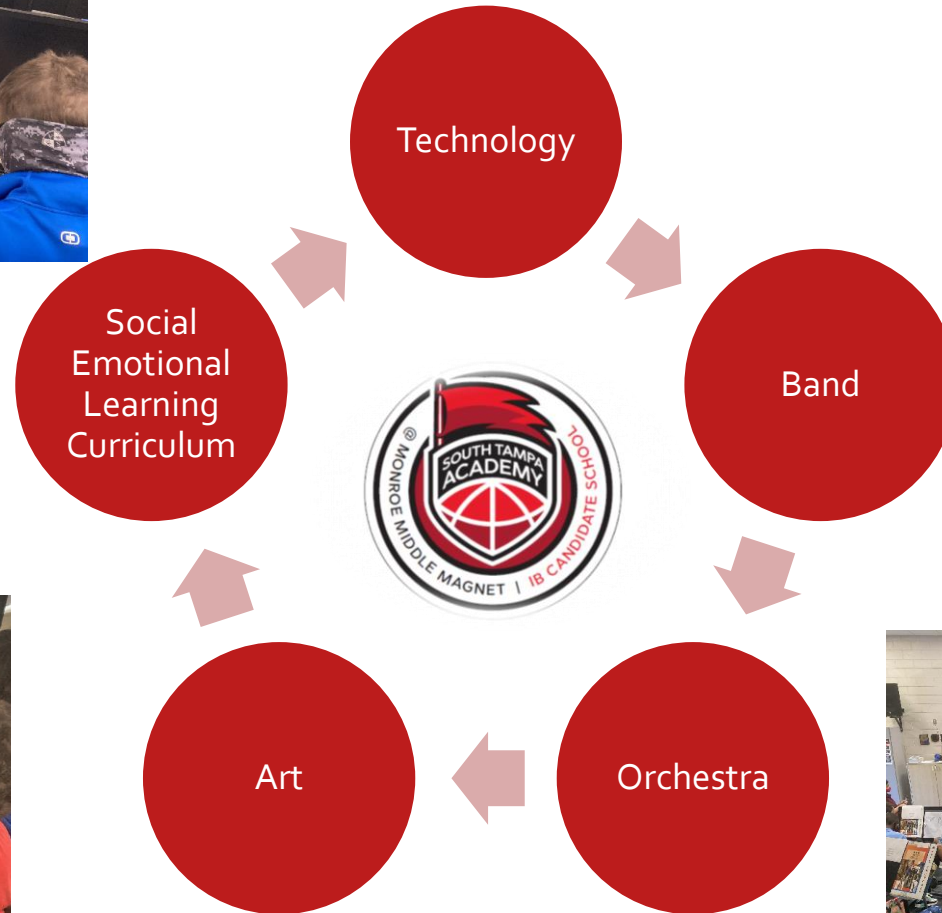 Technology
Band
Orchestra
Art
Social
Emotional
Learning
Curriculum
SOUTH TAMPA
ACADEMY
@ MONROE MIDDLE MAGNET | IB CANDIDATE SCHOOL